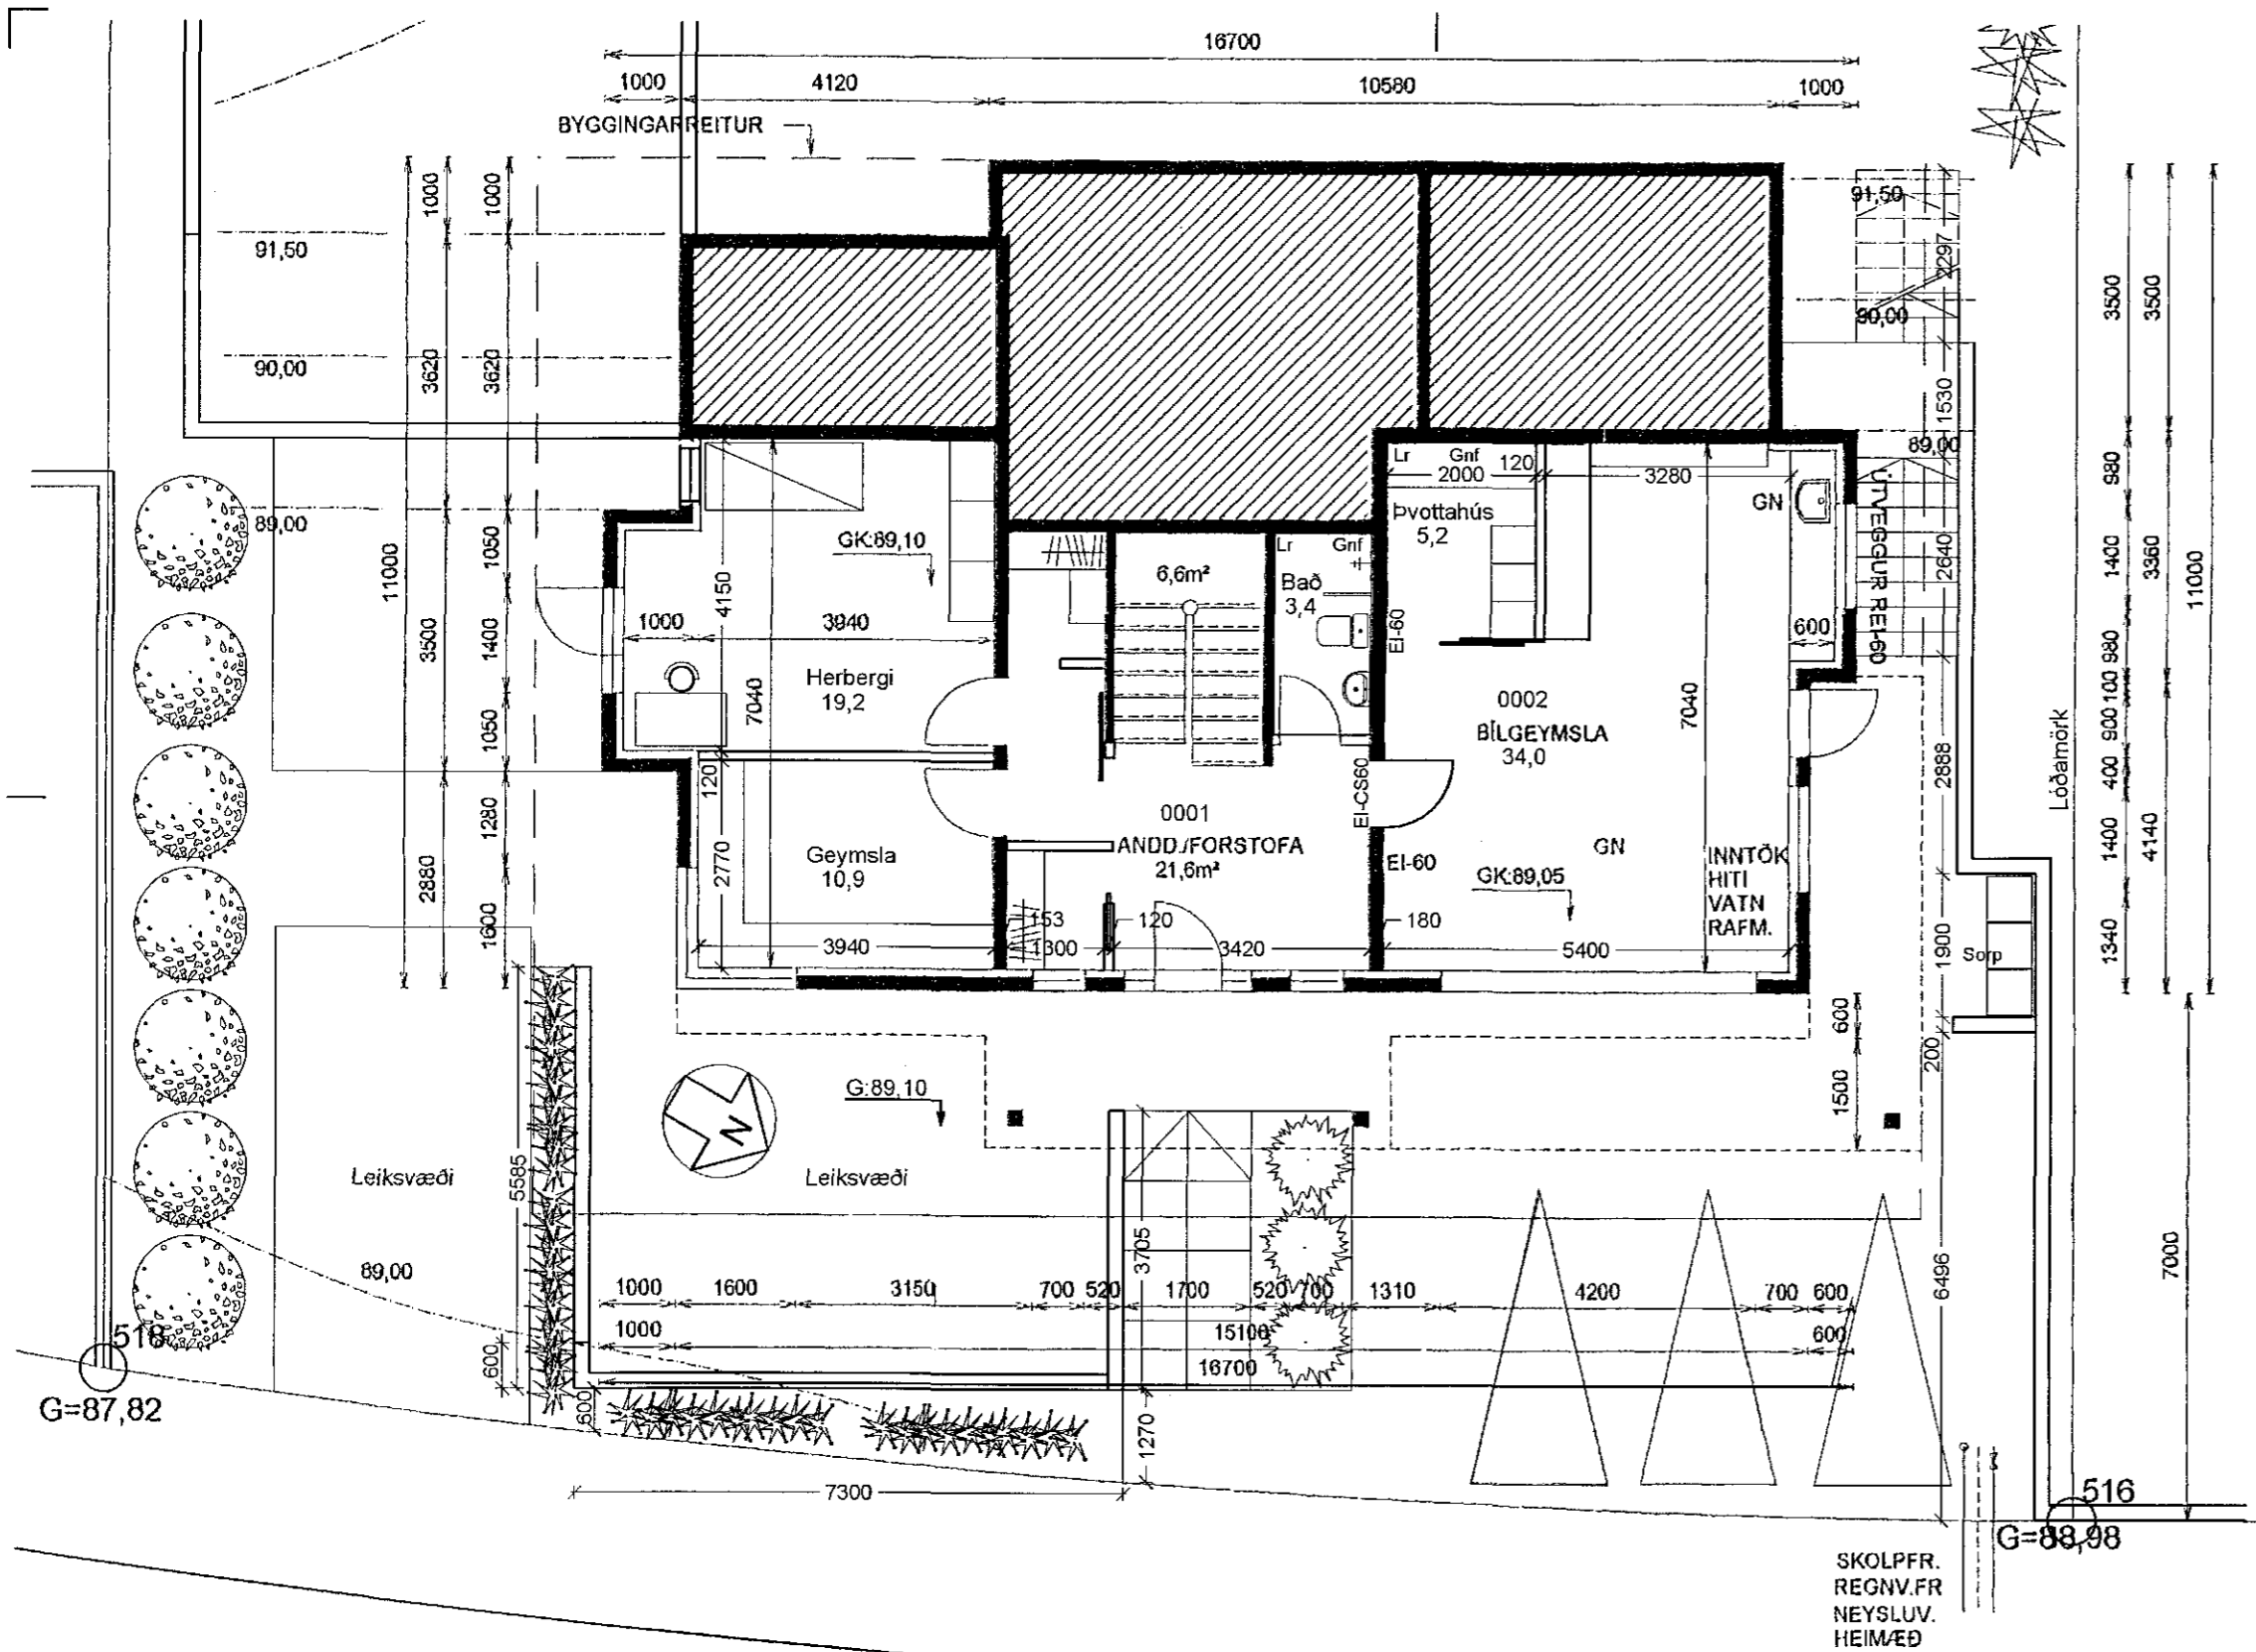 16700
1000 4120 10580 1000
BYGGINGARREITUR
1000
1000
91,50
91,50
2297
3500
3500
90,00
3620
3620
90,00
1530
89,00
89,00
Lr Gnf
2000 120
3280
980
GN
ÚTVEGGUR REI-60
Þvottahús
5,2
GK:89,10
11000
1050
4150
6,6m²
Lr Gnf
Bað
3,4
EI-60
1400
3360
2640
11000
1000 3940
3500
1400
600
980
Herbergi
19,2
7040
7040
0002
BÍLGEYMSLA
34,0
100
900
1050
120
2888
400
Lóðamörk
0001
ANDD./FORSTOFA
21,6m²
EI-CS60
1280
2770
Geymsla
10,9
EI-60
GN
GK:89,05
INNTÖK
HITI
VATN
RAFM.
1400
4140
2880
1600
153
120
180
3940 1300 3420 5400
1900
Sorp
1340
600
200
1500
G:89,10
N
Leiksvæði
5585
Leiksvæði
3705
89,00
6496
7000
1000 1600 3150 700 520 1700 520 700 1310 4200 700 600
1000 15100 600
16700
518
G=87,82
600
600
1270
7300
516
G=88,98
SKOLPFR.
REGNV.FR
NEYSLUV.
HEIMÆÐ